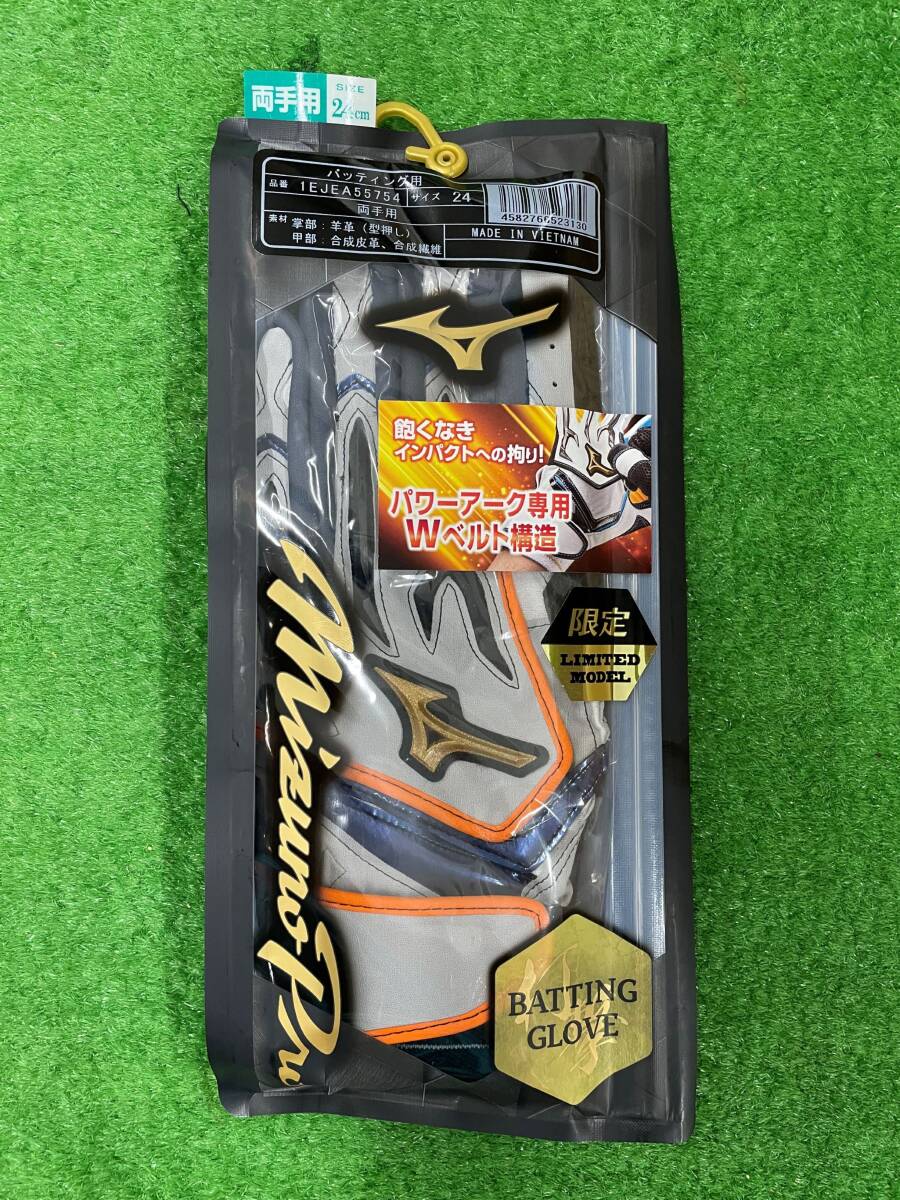 両手用
SIZE
24cm
バッティング用
品番 1EJEA55754 サイズ 24
両手用
素材 掌部：羊革（型押し）
甲部：合成皮革、合成繊維
4582766523130
MADE IN VIETNAM
飽くなき
インパクトへの拘り!
パワーアーク専用
Wベルト構造
限定
LIMITED
MODEL
Mizuno Pro
BATTING
GLOVE